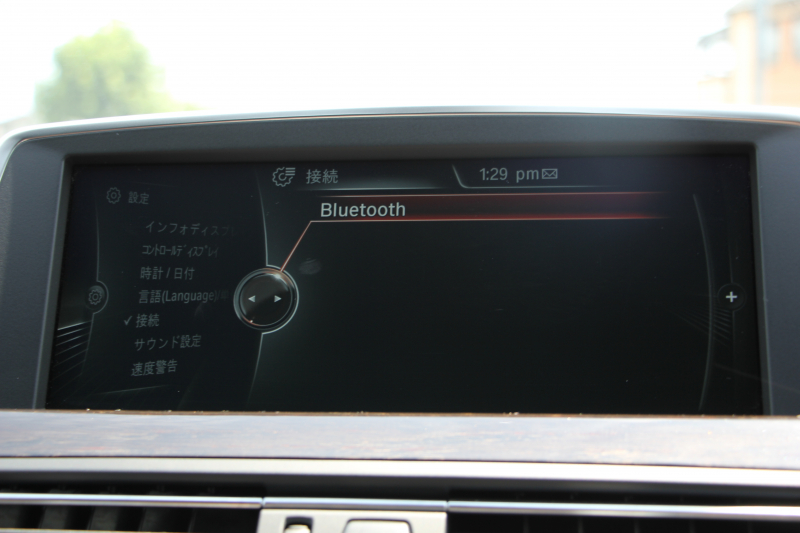 接続
1:29 pm
設定
Bluetooth
インフォディスプ
コントロールディスプレイ
時計/日付
言語(Language)/
✓接続
サウンド設定
速度警告